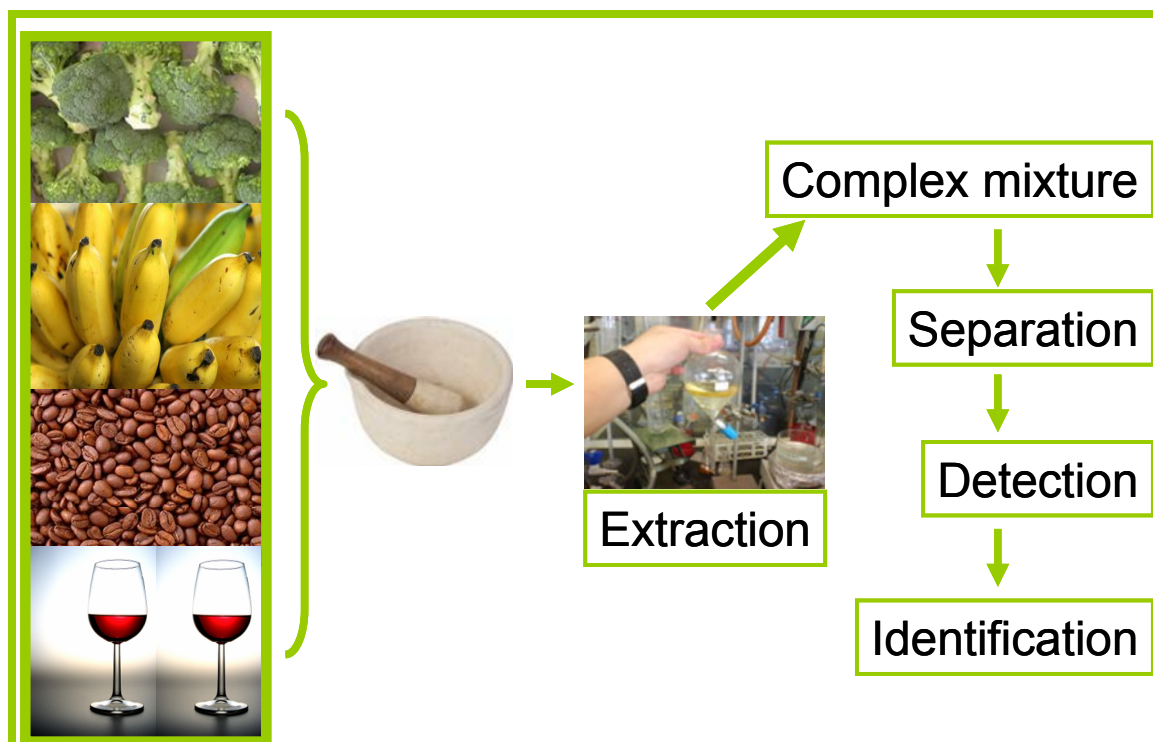 Complex mixture
Separation
Detection
Extraction
Identification